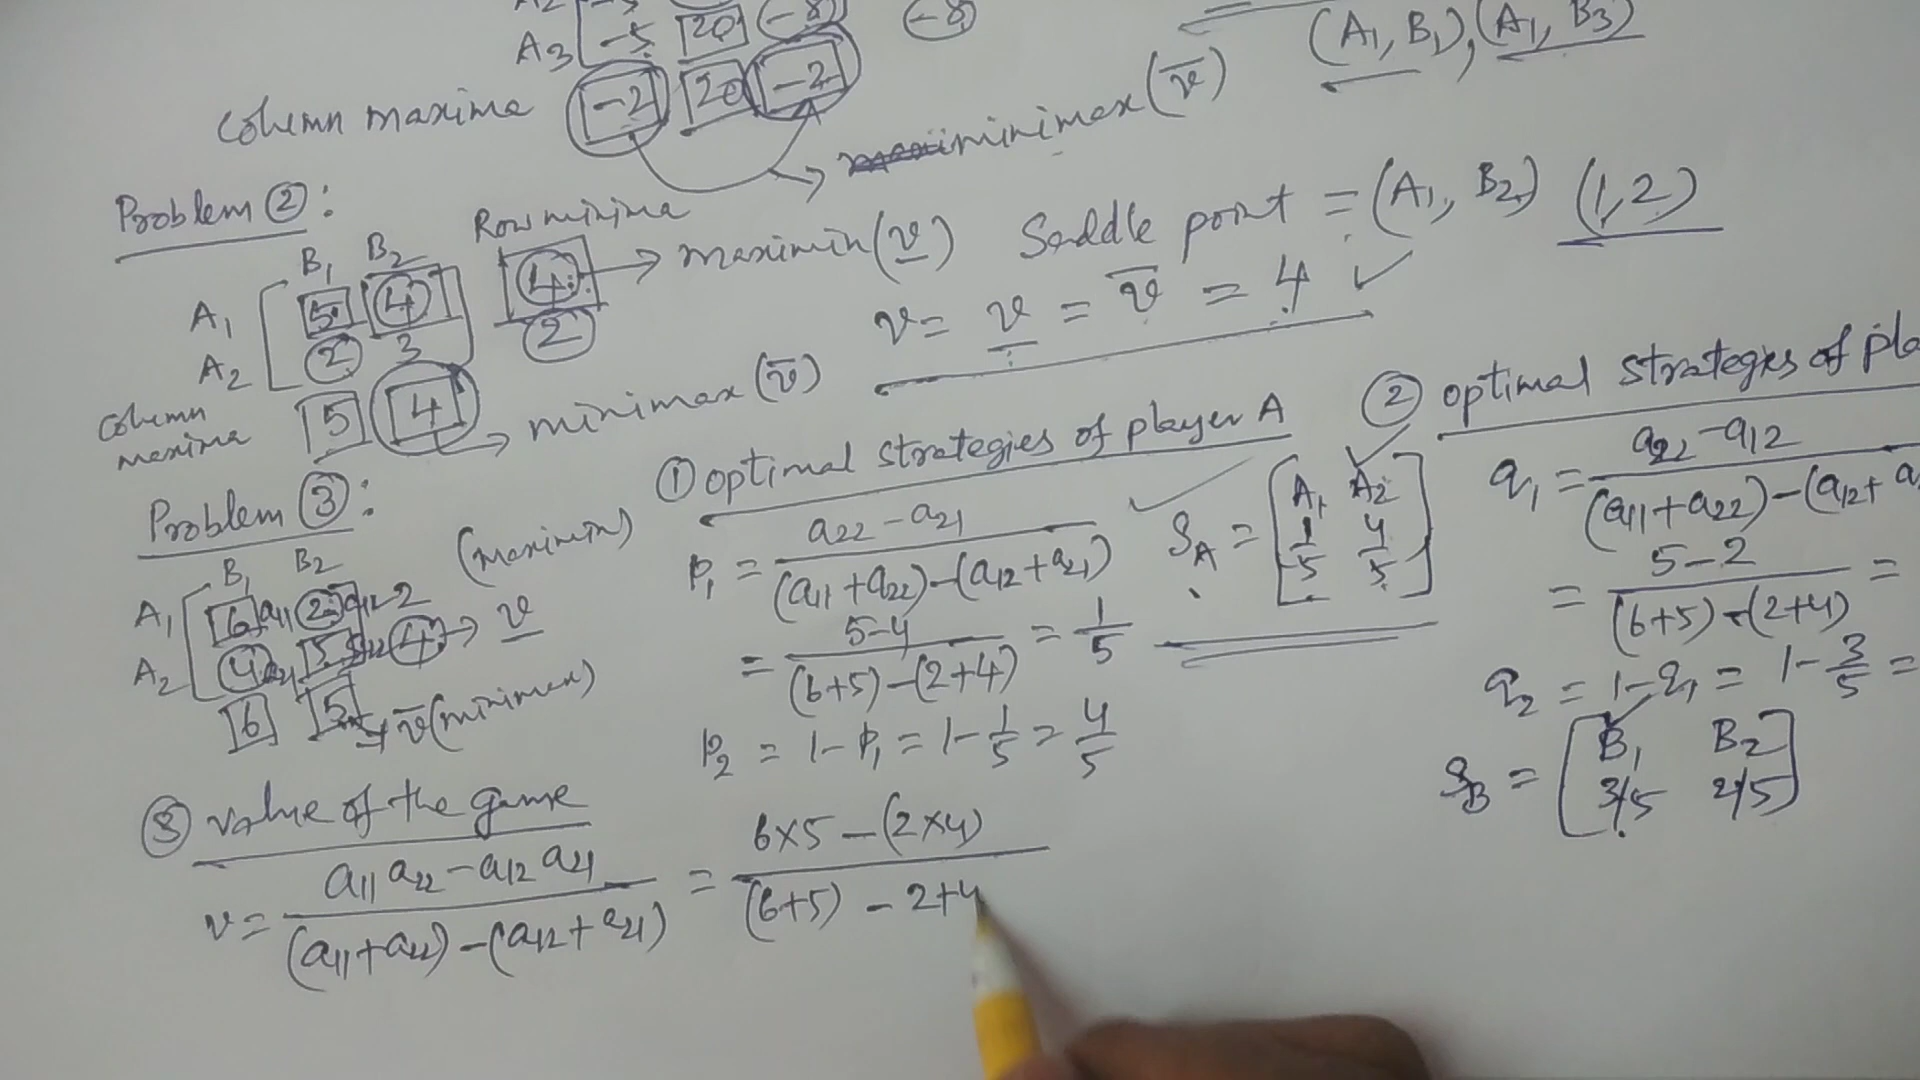 A3 -5 20 -8 -8
(A1, B1), (A1, B3)
column maxima -2 20 -2
minimax (v̅)
Problem ②:
B1 B2 Row minima
A1 5 4 4 → maximin (v̲)
A2 2 3 2
column maxima 5 4 → minimax (v̅)
Saddle point = (A1, B2) (1,2)
v = v̲ = v̅ = 4 ✓
Problem ③:
B1 B2 (maximin)
A1 6 a11 2 a12 2
A2 4 a21 5 a22 4 → v̲
6 5 → v̅ (minimax)
① optimal strategies of player A
p1 = (a22 - a21) / ((a11 + a22) - (a12 + a21))
= (5-4) / ((6+5) - (2+4)) = 1/5
p2 = 1 - p1 = 1 - 1/5 = 4/5
SA = [A1 A2
1/5 4/5]
② optimal strategies of pla
q1 = a22 - a12 / (a11 + a22) - (a12 + a
= 5-2 / (6+5) - (2+4) =
q2 = 1 - q1 = 1 - 3/5 =
SB = [B1 B2
3/5 2/5]
③ value of the game
v = (a11 a22 - a12 a21) / ((a11 + a22) - (a12 + a21)) = 6×5 - (2×4) / (6+5) - 2+4